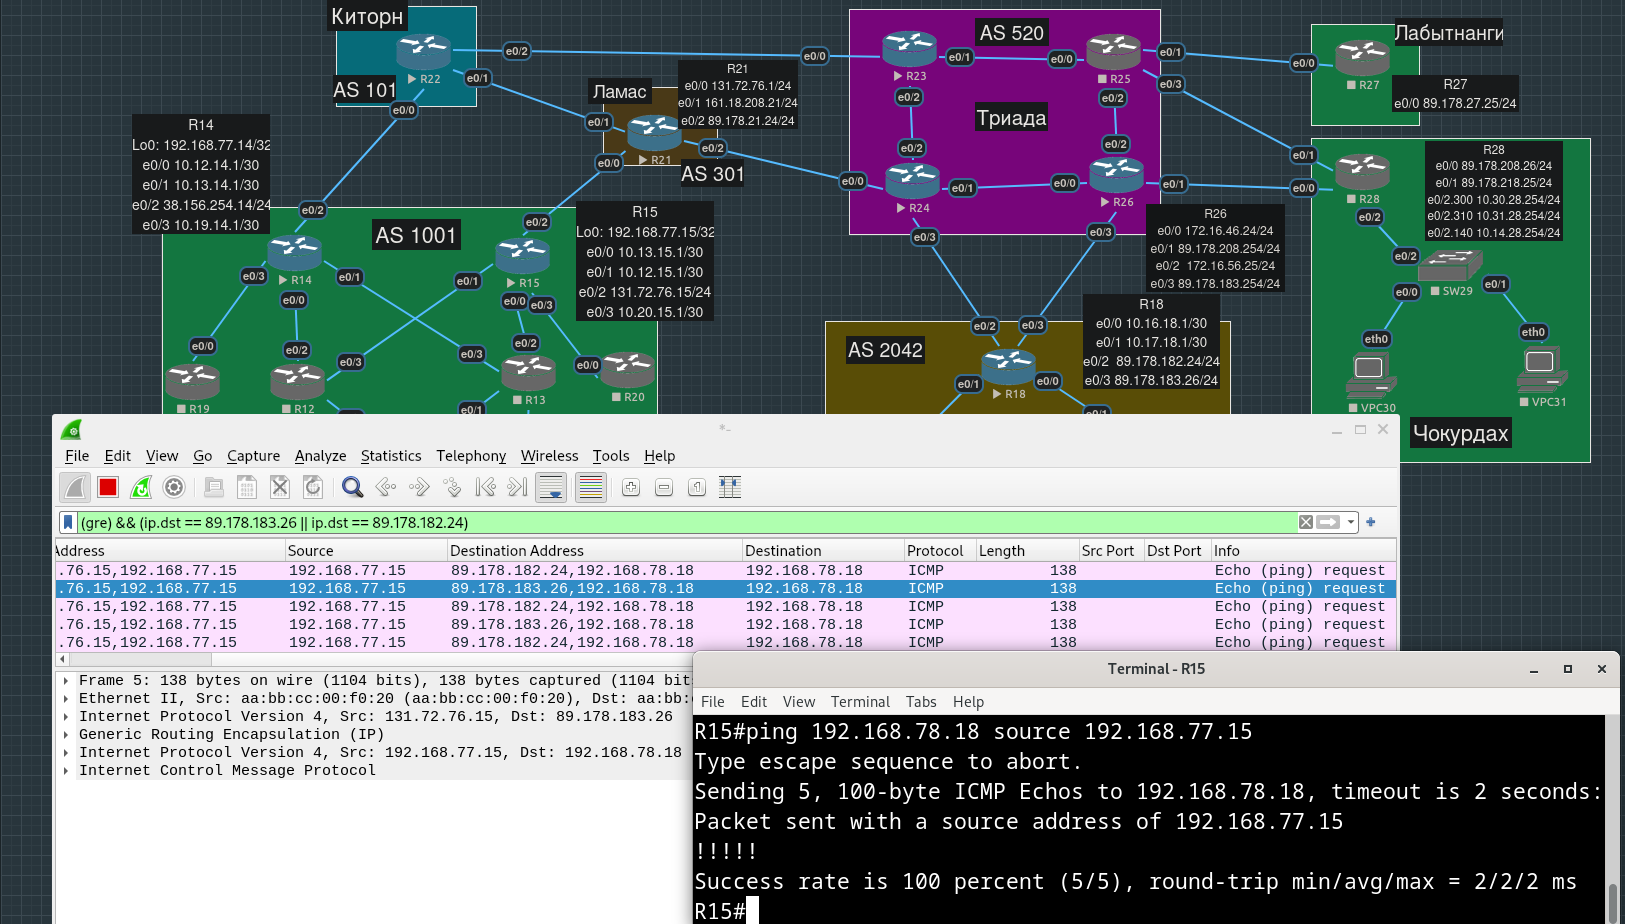 Киторн
AS 101
R22
e0/2
e0/1
e0/0
Ламас
R21
e0/0 131.72.76.1/24
e0/1 161.18.208.21/24
e0/2 89.178.21.24/24
e0/1
R21
e0/0
e0/2
AS 301
R14
Lo0: 192.168.77.14/32
e0/0 10.12.14.1/30
e0/1 10.13.14.1/30
e0/2 38.156.254.14/24
e0/3 10.19.14.1/30
AS 520
Триада
e0/0
R23
e0/1
e0/2
e0/0
R25
e0/1
e0/3
e0/2
e0/2
e0/0
R24
e0/1
e0/3
e0/2
e0/0
R26
e0/1
e0/3
Лабытнанги
e0/0
R27
R27
e0/0 89.178.27.25/24
R28
e0/0 89.178.208.26/24
e0/1 89.178.218.25/24
e0/2.300 10.30.28.254/24
e0/2.310 10.31.28.254/24
e0/2.140 10.14.28.254/24
e0/1
e0/0
R28
e0/2
e0/2
SW29
e0/0
e0/1
eth0
eth0
VPC30
VPC31
Чокурдах
R26
e0/0 172.16.46.24/24
e0/1 89.178.208.254/24
e0/2 172.16.56.25/24
e0/3 89.178.183.254/24
AS 1001
e0/2
R14
e0/3
e0/1
e0/0
e0/2
R15
e0/1
e0/0
e0/3
R15
Lo0: 192.168.77.15/32
e0/0 10.13.15.1/30
e0/1 10.12.15.1/30
e0/2 131.72.76.15/24
e0/3 10.20.15.1/30
e0/0
R19
e0/2
e0/3
R12
e0/3
e0/2
R13
e0/1
e0/0
R20
AS 2042
e0/2
e0/3
R18
e0/1
e0/0
e0/1
R18
e0/0 10.16.18.1/30
e0/1 10.17.18.1/30
e0/2 89.178.182.24/24
e0/3 89.178.183.26/24
*-
File Edit View Go Capture Analyze Statistics Telephony Wireless Tools Help
(gre) && (ip.dst == 89.178.183.26 || ip.dst == 89.178.182.24)
Address Source Destination Address Destination Protocol Length Src Port Dst Port Info
.76.15,192.168.77.15 192.168.77.15 89.178.182.24,192.168.78.18 192.168.78.18 ICMP 138 Echo (ping) request
.76.15,192.168.77.15 192.168.77.15 89.178.183.26,192.168.78.18 192.168.78.18 ICMP 138 Echo (ping) request
.76.15,192.168.77.15 192.168.77.15 89.178.182.24,192.168.78.18 192.168.78.18 ICMP 138 Echo (ping) request
.76.15,192.168.77.15 192.168.77.15 89.178.183.26,192.168.78.18 192.168.78.18 ICMP 138 Echo (ping) request
.76.15,192.168.77.15 192.168.77.15 89.178.182.24,192.168.78.18 192.168.78.18 ICMP 138 Echo (ping) request
Frame 5: 138 bytes on wire (1104 bits), 138 bytes captured (1104 bit
Ethernet II, Src: aa:bb:cc:00:f0:20 (aa:bb:cc:00:f0:20), Dst: aa:bb:
Internet Protocol Version 4, Src: 131.72.76.15, Dst: 89.178.183.26
Generic Routing Encapsulation (IP)
Internet Protocol Version 4, Src: 192.168.77.15, Dst: 192.168.78.18
Internet Control Message Protocol
Terminal - R15
File Edit View Terminal Tabs Help
R15#ping 192.168.78.18 source 192.168.77.15
Type escape sequence to abort.
Sending 5, 100-byte ICMP Echos to 192.168.78.18, timeout is 2 seconds:
Packet sent with a source address of 192.168.77.15
!!!!!
Success rate is 100 percent (5/5), round-trip min/avg/max = 2/2/2 ms
R15#